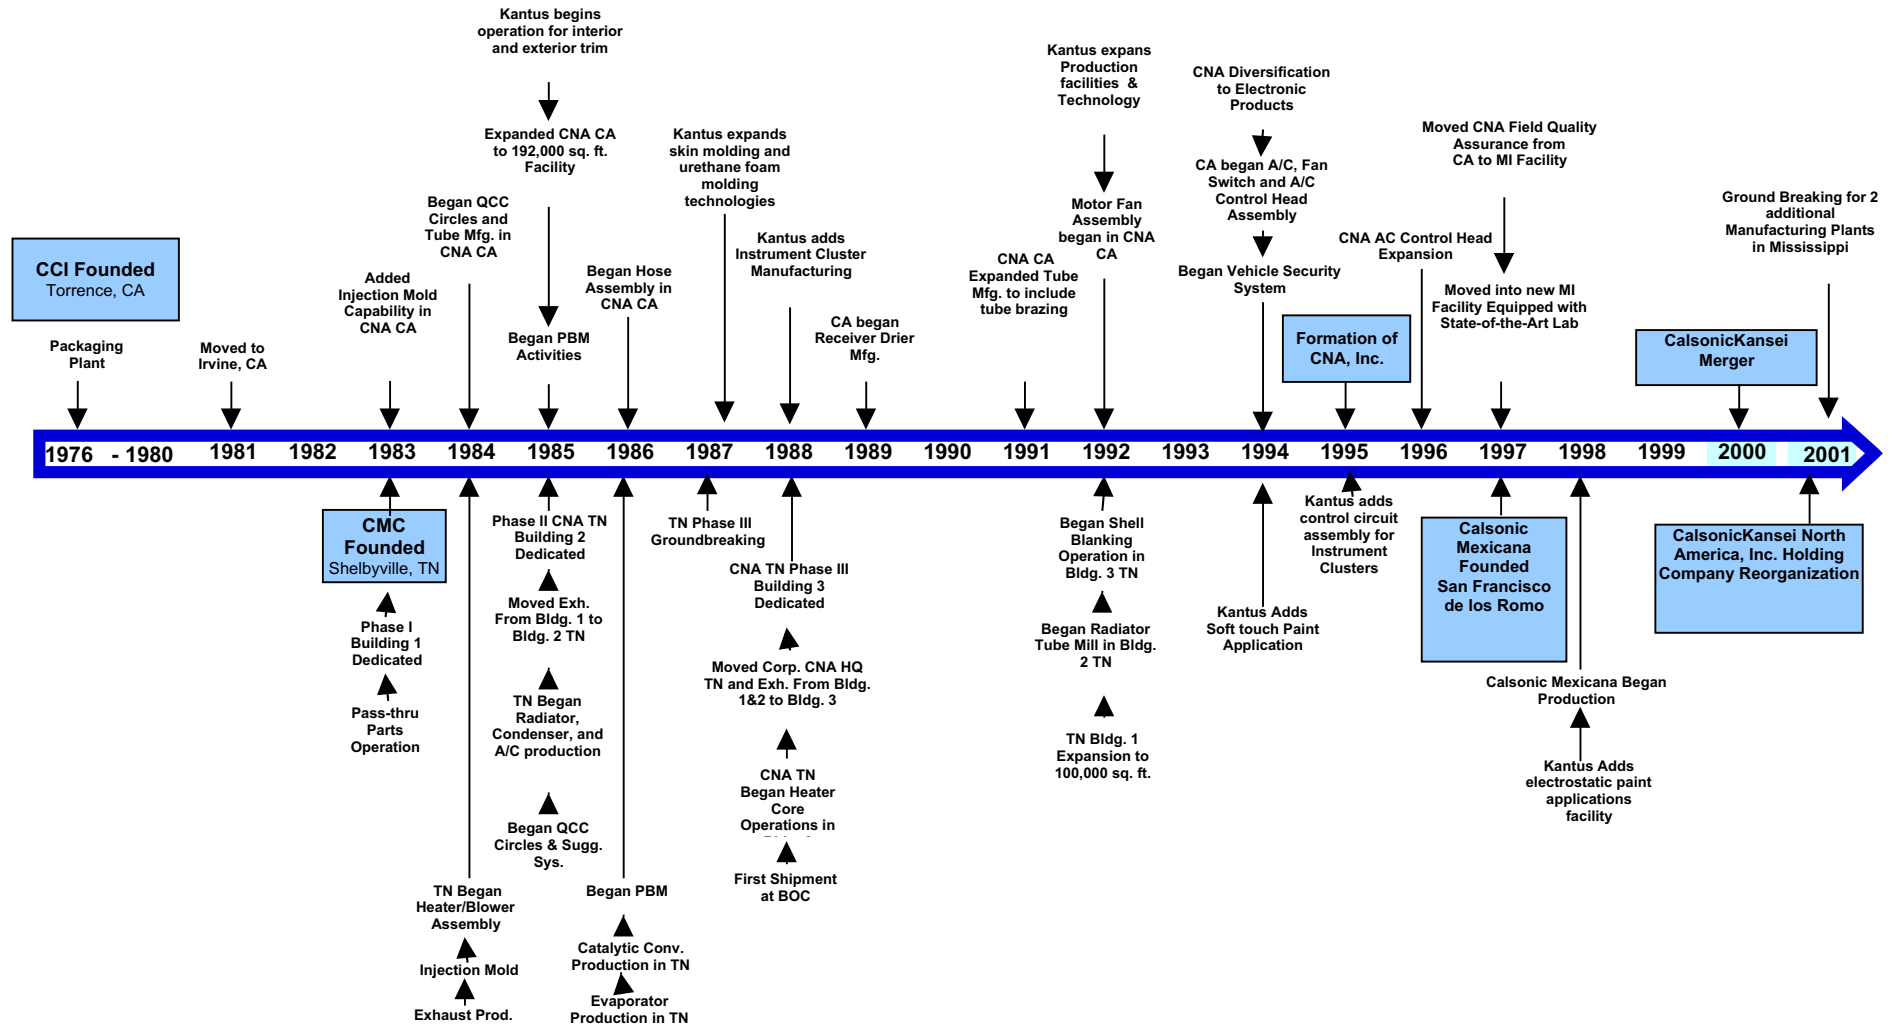 Kantus begins
operation for interior
and exterior trim
Expanded CNA CA
to 192,000 sq. ft.
Facility
Began PBM
Activities
Kantus expands
Production
facilities &
Technology
Motor Fan
Assembly
began in CNA
CA
CNA Diversification
to Electronic
Products
CA began A/C, Fan
Switch and A/C
Control Head
Assembly
Began Vehicle Security
System
Moved CNA Field Quality
Assurance from
CA to MI Facility
Moved into new MI
Facility Equipped with
State-of-the-Art Lab
Ground Breaking for 2
additional
Manufacturing Plants
in Mississippi
CCI Founded
Torrence, CA
Packaging
Plant
Moved to
Irvine, CA
Added
Injection Mold
Capability in
CNA CA
Began QCC
Circles and
Tube Mfg. in
CNA CA
Began Hose
Assembly in
CNA CA
Kantus expands
skin molding and
urethane foam
molding
technologies
Kantus adds
Instrument Cluster
Manufacturing
CA began
Receiver Drier
Mfg.
CNA CA
Expanded Tube
Mfg. to include
tube brazing
Formation of
CNA, Inc.
CNA AC Control Head
Expansion
CalsonicKansei
Merger
1976 - 1980 1981 1982 1983 1984 1985 1986 1987 1988 1989 1990 1991 1992 1993 1994 1995 1996 1997 1998 1999 2000 2001
CMC
Founded
Shelbyville, TN
Phase I
Building 1
Dedicated
Pass-thru
Parts
Operation
TN Began
Heater/Blower
Assembly
Injection Mold
Exhaust Prod.
Phase II CNA TN
Building 2
Dedicated
Moved Exh.
From Bldg. 1 to
Bldg. 2 TN
TN Began
Radiator,
Condenser, and
A/C production
Began QCC
Circles & Sugg.
Sys.
Began PBM
Catalytic Conv.
Production in TN
Evaporator
Production in TN
TN Phase III
Groundbreaking
CNA TN Phase III
Building 3
Dedicated
Moved Corp. CNA HQ
TN and Exh. From Bldg.
1&2 to Bldg. 3
CNA TN
Began Heater
Core
Operations in
First Shipment
at BOC
Began Shell
Blanking
Operation in
Bldg. 3 TN
Began Radiator
Tube Mill in Bldg.
2 TN
TN Bldg. 1
Expansion to
100,000 sq. ft.
Kantus Adds
Soft touch Paint
Application
Kantus adds
control circuit
assembly for
Instrument
Clusters
Calsonic
Mexicana
Founded
San Francisco
de los Romo
Calsonic Mexicana Began
Production
Kantus Adds
electrostatic paint
applications
facility
CalsonicKansei North
America, Inc. Holding
Company Reorganization